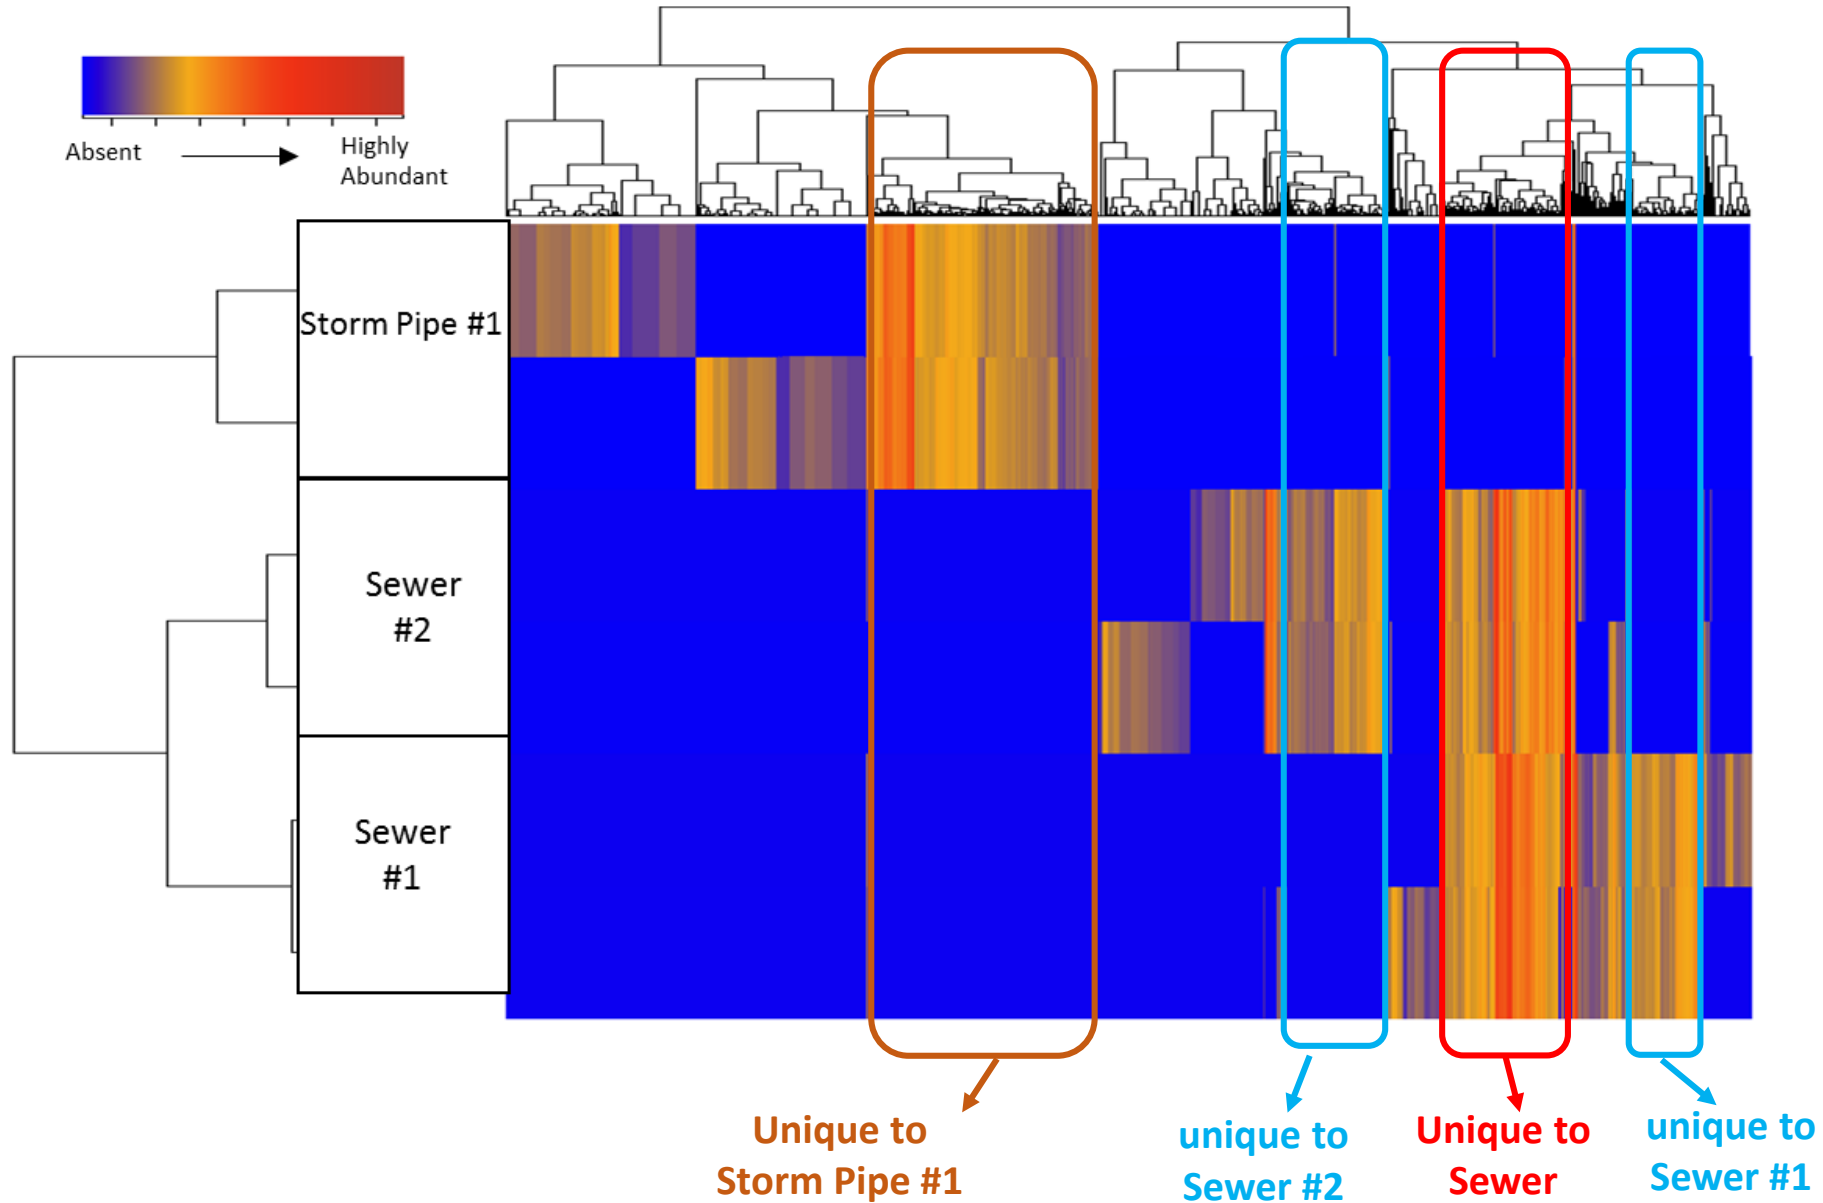 Absent
Highly
Abundant
Storm Pipe #1
Sewer
#2
Sewer
#1
Unique to
Storm Pipe #1
unique to
Sewer #2
Unique to
Sewer
unique to
Sewer #1